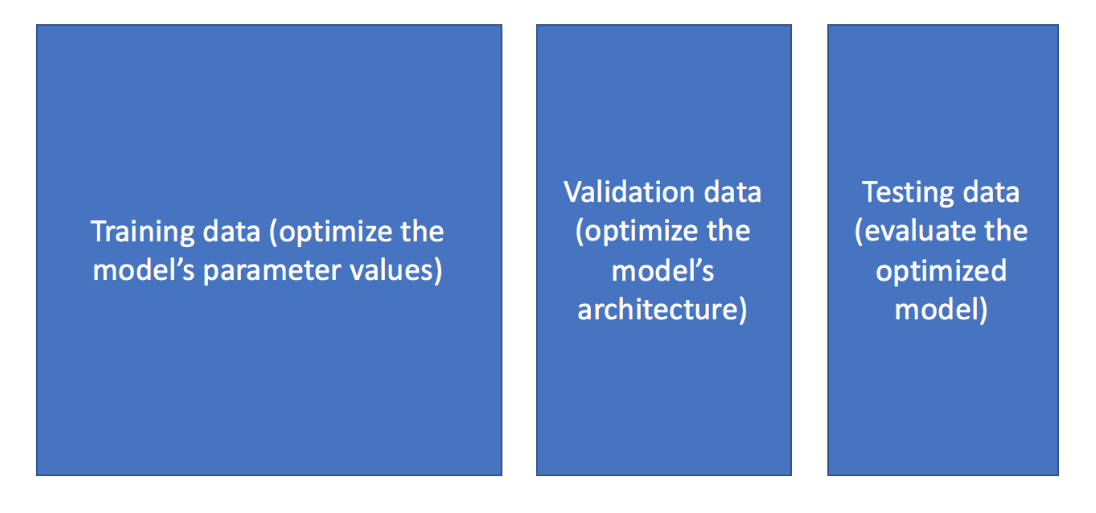 Training data (optimize the
model’s parameter values)
Validation data
(optimize the
model’s
architecture)
Testing data
(evaluate the
optimized
model)